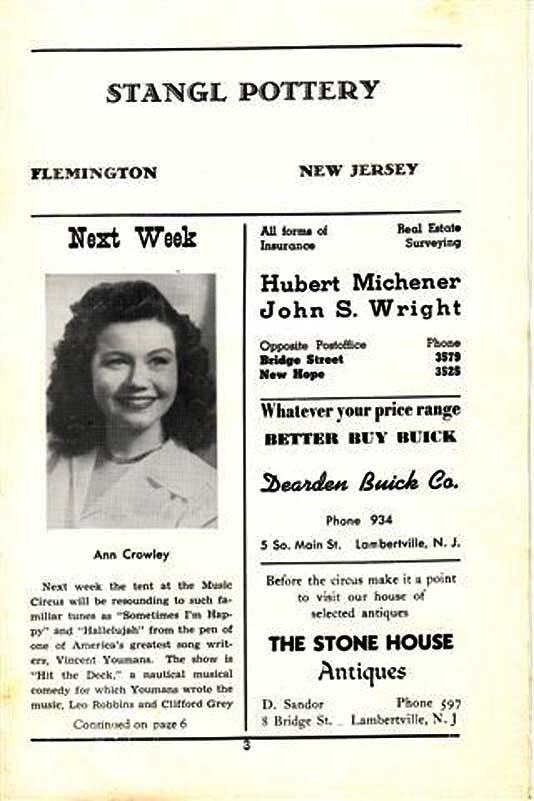 STANGL POTTERY
FLEMINGTON NEW JERSEY
Next Week
Ann Crowley
Next week the tent at the Music
Circus will be resounding to such fa-
miliar tunes as "Sometimes I'm Hap-
py" and "Hallelujah" from the pen of
one of America's greatest song writ-
ers, Vincent Youmans. The show is
"Hit the Deck," a nautical musical
comedy for which Youmans wrote the
music, Leo Robbins and Clifford Grey
Continued on page 6
All forms of Real Estate
Insurance Surveying
Hubert Michener
John S. Wright
Opposite Postoffice Phone
Bridge Street 3579
New Hope 3525
Whatever your price range
BETTER BUY BUICK
Dearden Buick Co.
Phone 934
5 So. Main St. Lambertville, N. J.
Before the circus make it a point
to visit our house of
selected antiques
THE STONE HOUSE
Antiques
D. Sandor Phone 597
8 Bridge St. Lambertville, N. J
3